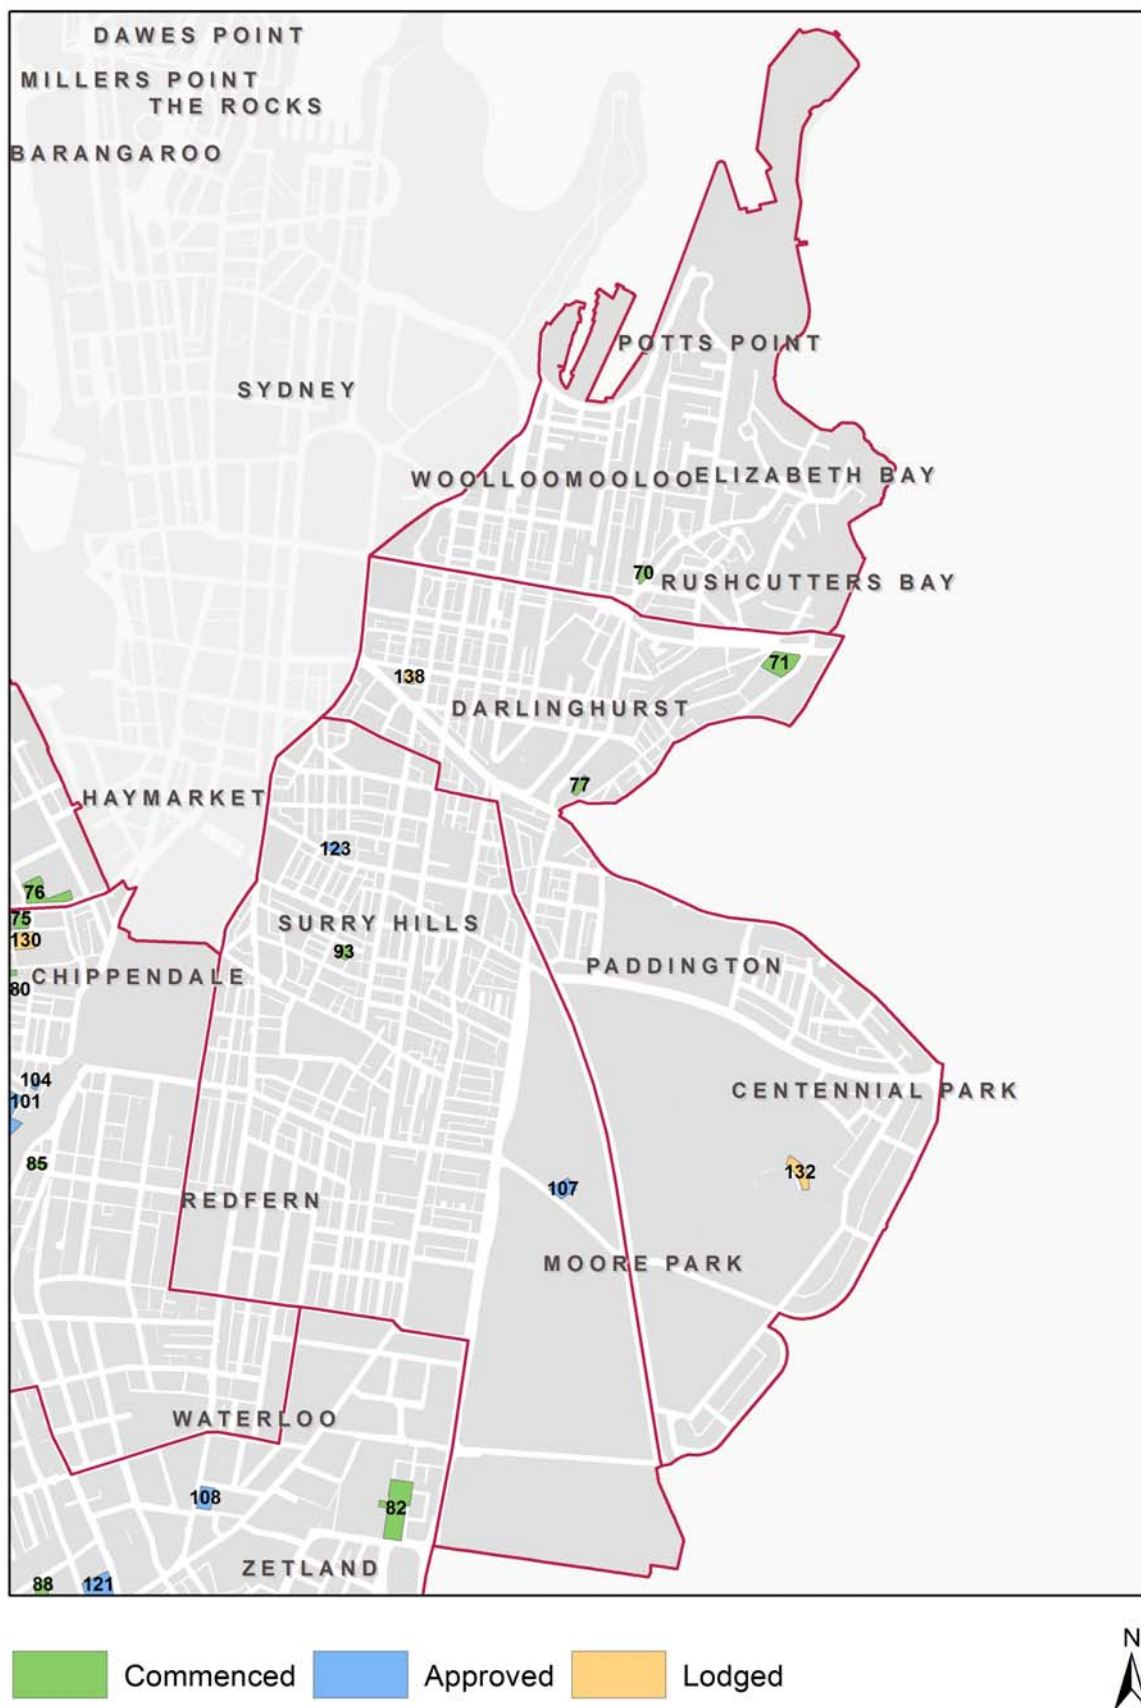 DAWES POINT
MILLERS POINT
THE ROCKS
BARANGAROO
POTTS POINT
SYDNEY
WOOLLOOMOOLOO
ELIZABETH BAY
70
RUSHCUTTERS BAY
71
138
DARLINGHURST
77
HAYMARKET
123
76
75
SURRY HILLS
130
93
PADDINGTON
CHIPPENDALE
80
104
CENTENNIAL PARK
101
85
132
107
REDFERN
MOORE PARK
WATERLOO
108
82
ZETLAND
88
121
Commenced
Approved
Lodged
N